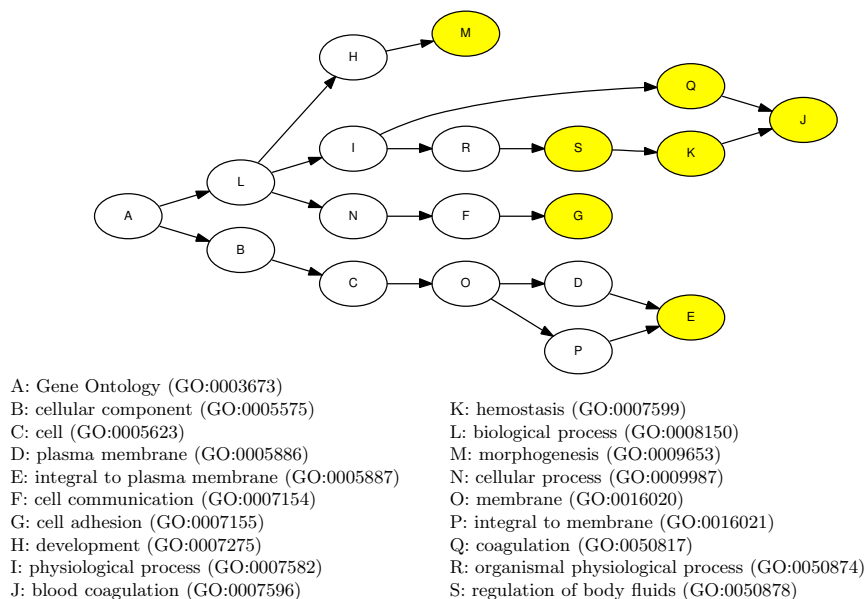 M
H
Q
J
I
R
S
K
L
A
N
F
G
B
C
O
D
E
P
A: Gene Ontology (GO:0003673)
B: cellular component (GO:0005575)
C: cell (GO:0005623)
D: plasma membrane (GO:0005886)
E: integral to plasma membrane (GO:0005887)
F: cell communication (GO:0007154)
G: cell adhesion (GO:0007155)
H: development (GO:0007275)
I: physiological process (GO:0007582)
J: blood coagulation (GO:0007596)
K: hemostasis (GO:0007599)
L: biological process (GO:0008150)
M: morphogenesis (GO:0009653)
N: cellular process (GO:0009987)
O: membrane (GO:0016020)
P: integral to membrane (GO:0016021)
Q: coagulation (GO:0050817)
R: organismal physiological process (GO:0050874)
S: regulation of body fluids (GO:0050878)